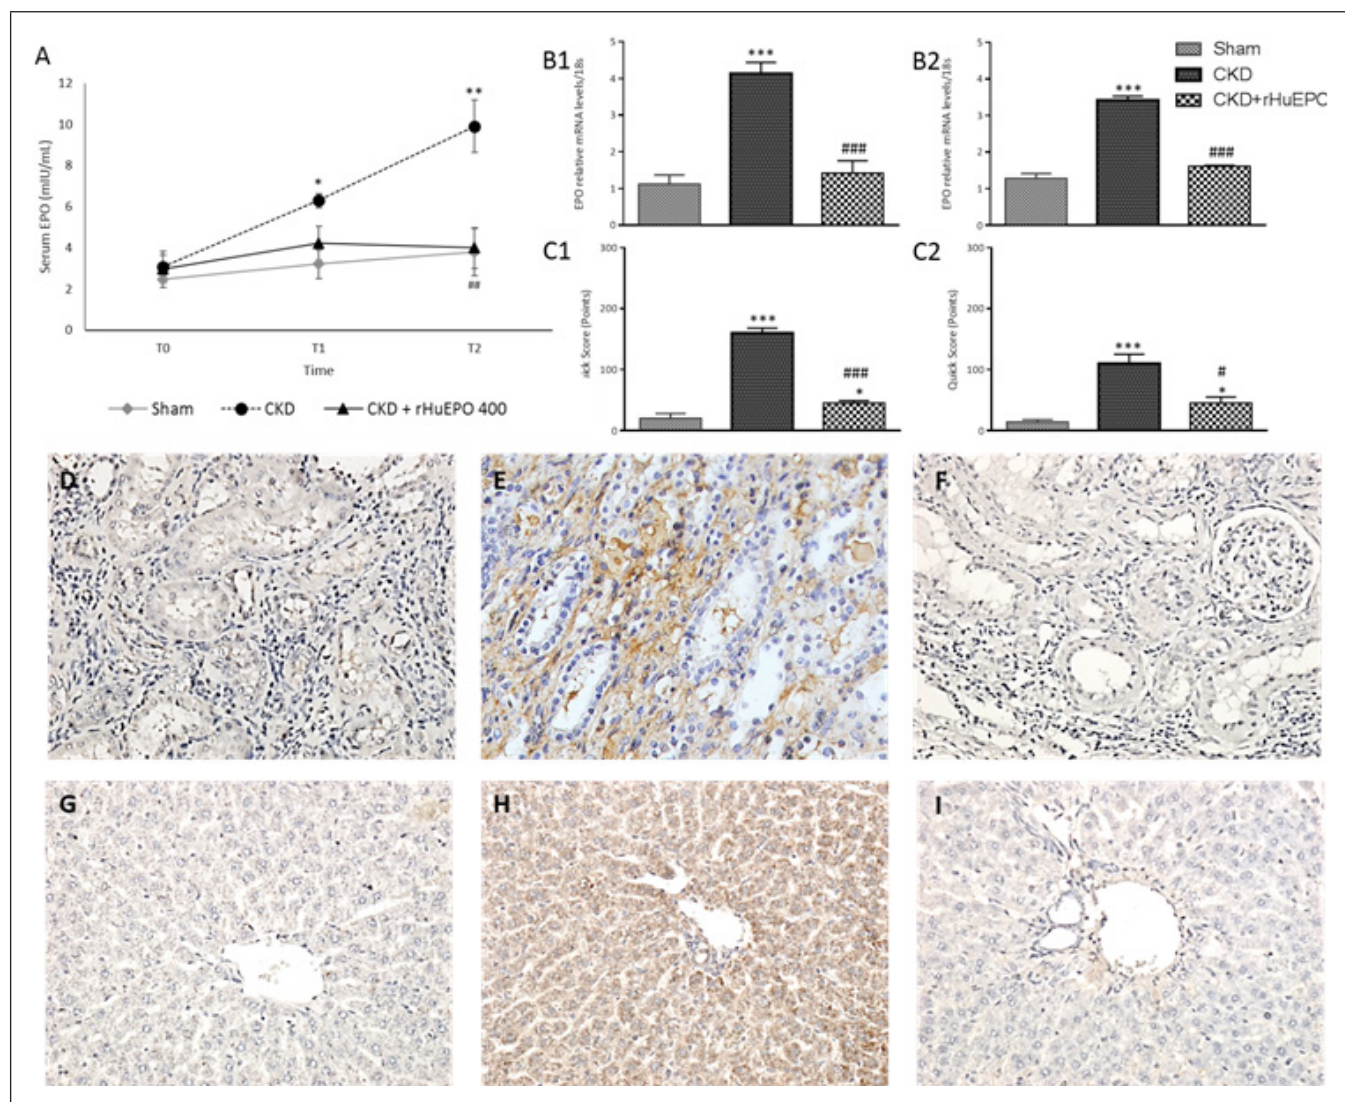 A
Serum EPO (mIU/mL)
12
10
8
6
4
2
0
**
*
##
T0 T1 T2
Time
Sham CKD CKD + rHuEPO 400
B1
EPO relative mRNA levels/18s
5
4
3
2
1
0
***
###
B2
EPO relative mRNA levels/18s
5
4
3
2
1
0
***
###
Sham
CKD
CKD+rHuEPO
C1
ick Score (Points)
300
200
100
0
***
###
*
C2
Quick Score (Points)
300
200
100
0
***
#
*
D
E
F
G
H
I